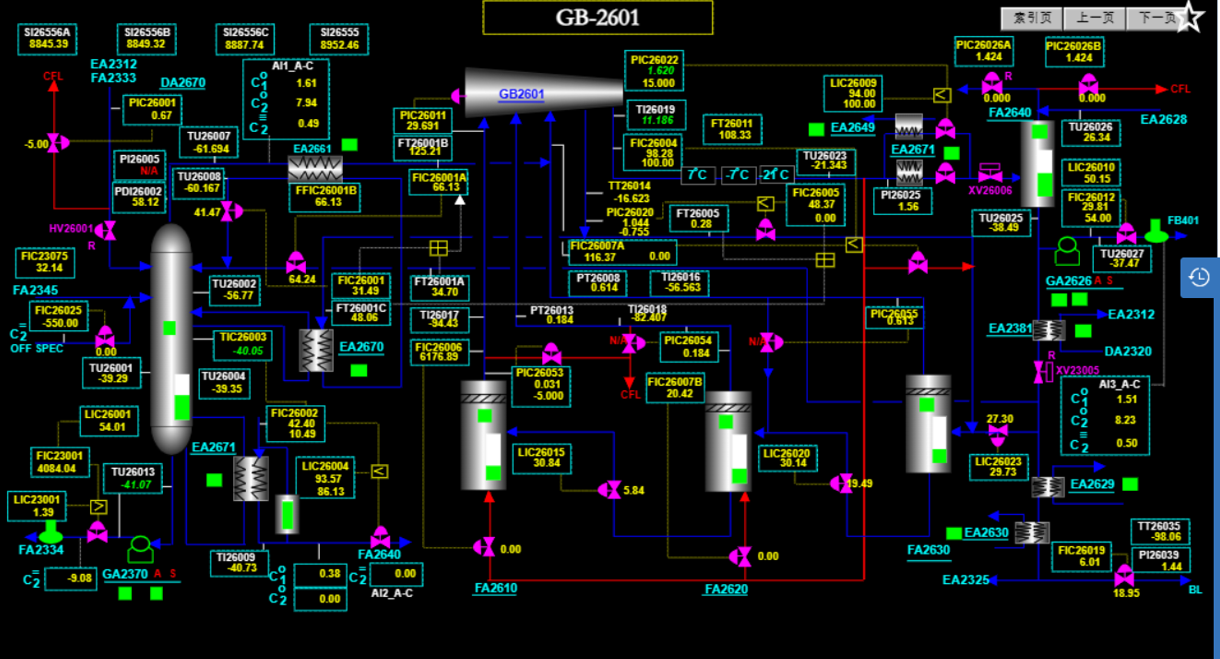 GB-2601
索引页
上一页
下一页
SI26556A
8845.39
SI26556B
8849.32
SI26556C
8887.74
SI26555
8952.46
EA2312
FA2333
CFL
DA2670
AI1_A-C
C1° 1.61
C2° 7.94
C2= 0.49
PIC26001
0.67
-5.00
TU26007
-61.694
PI26005
N/A
PDI26002
58.12
TU26008
-60.167
41.47
HV26001
R
EA2661
FFIC26001B
66.13
PIC26011
29.691
FT26001B
125.21
FIC26001A
66.13
GB2601
PIC26022
1.620
15.000
TI26019
11.186
FIC26004
98.28
100.00
FT26011
108.33
7°C
-7°C
-21°C
TT26014
-16.623
PIC26020
1.044
-0.755
FT26005
0.28
TU26023
-21.343
FIC26005
48.37
0.00
LIC26009
94.00
100.00
EA2649
EA2671
PI26025
1.56
XV26006
PIC26026A
1.424
PIC26026B
1.424
R
0.000
0.000
CFL
FA2640
EA2628
TU26026
26.34
LIC26010
50.15
FIC26012
29.81
54.00
TU26025
-38.49
FB401
TU26027
-37.47
GA2626 A S
FIC23075
32.14
FA2345
FIC26025
-550.00
C2=
OFF SPEC
0.00
TU26001
-39.29
TU26002
-56.77
TIC26003
-40.05
TU26004
-39.35
64.24
FIC26001
31.49
FT26001C
48.06
FT26001A
34.70
EA2670
FIC26007A
116.37 0.00
PT26008
0.614
TI26016
-56.563
TI26017
-94.43
FIC26006
6176.89
PT26013
0.184
TI26018
-82.407
N/A
PIC26054
0.184
N/A
PIC26055
0.613
PIC26053
0.031
-5.000
CFL
FIC26007B
20.42
EA2381
EA2312
DA2320
R
XV23005
AI3_A-C
C1° 1.51
C2° 8.23
C2= 0.50
LIC26001
54.01
FIC23001
4084.04
LIC23001
1.39
TU26013
-41.07
EA2671
FIC26002
42.40
10.49
LIC26004
93.57
86.13
LIC26015
30.84
5.84
LIC26020
30.14
19.49
27.30
LIC26023
29.73
EA2629
EA2630
FA2630
FA2334
C2= -9.08
GA2370 A S
TI26009
-40.73
C1° 0.38
C2° 0.00
FA2640
C2= 0.00
AI2_A-C
0.00
FA2610
0.00
FA2620
EA2325
FIC26019
6.01
TT26035
-98.06
PI26039
1.44
18.95
BL